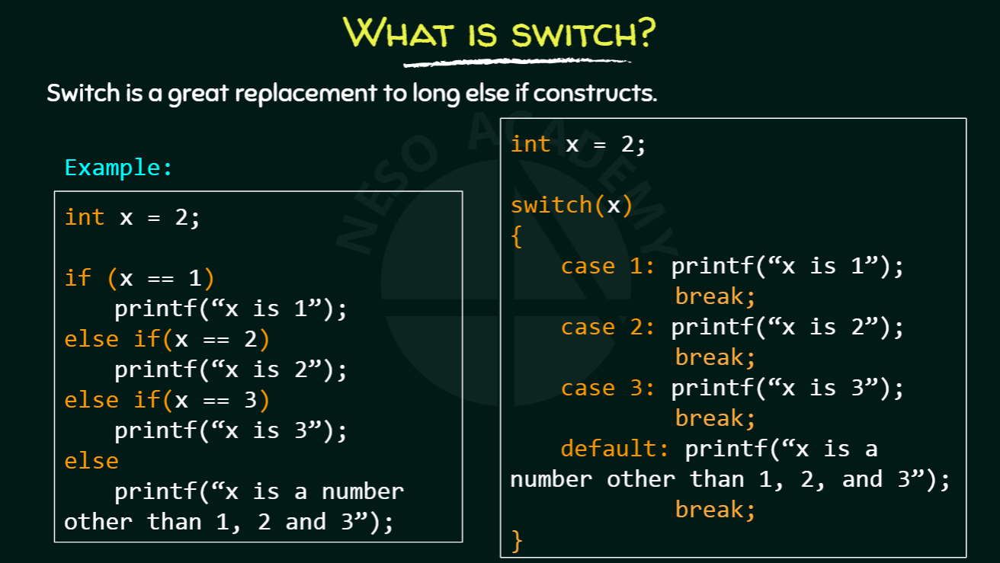 WHAT IS SWITCH?
Switch is a great replacement to long else if constructs.
Example:
int x = 2;
if (x == 1)
printf(“x is 1”);
else if(x == 2)
printf(“x is 2”);
else if(x == 3)
printf(“x is 3”);
else
printf(“x is a number
other than 1, 2 and 3”);
int x = 2;
switch(x)
{
case 1: printf(“x is 1”);
break;
case 2: printf(“x is 2”);
break;
case 3: printf(“x is 3”);
break;
default: printf(“x is a
number other than 1, 2, and 3”);
break;
}
NESO ACADEMY